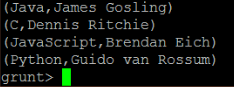 (Java,James Gosling)
(C,Dennis Ritchie)
(JavaScript,Brendan Eich)
(Python,Guido van Rossum)
grunt>